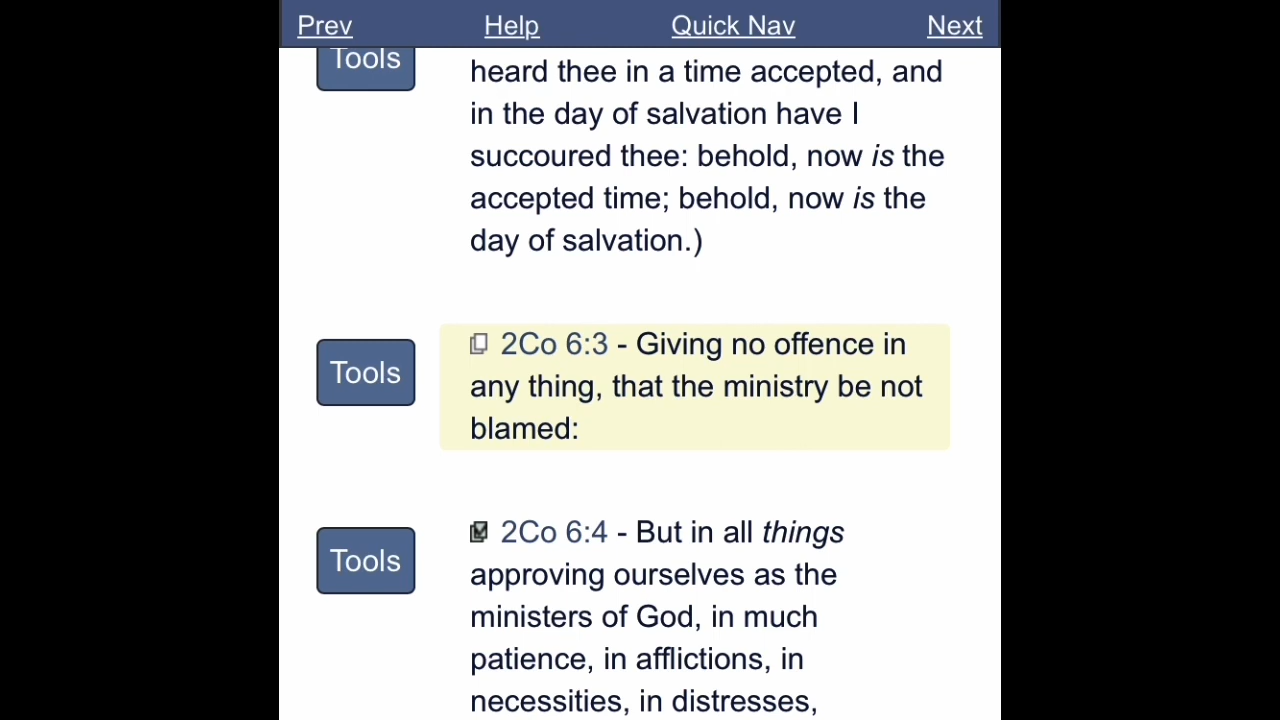 Prev Help Quick Nav Next
Tools
heard thee in a time accepted, and
in the day of salvation have I
succoured thee: behold, now is the
accepted time; behold, now is the
day of salvation.)
Tools
2Co 6:3 - Giving no offence in
any thing, that the ministry be not
blamed:
Tools
2Co 6:4 - But in all things
approving ourselves as the
ministers of God, in much
patience, in afflictions, in
necessities, in distresses,